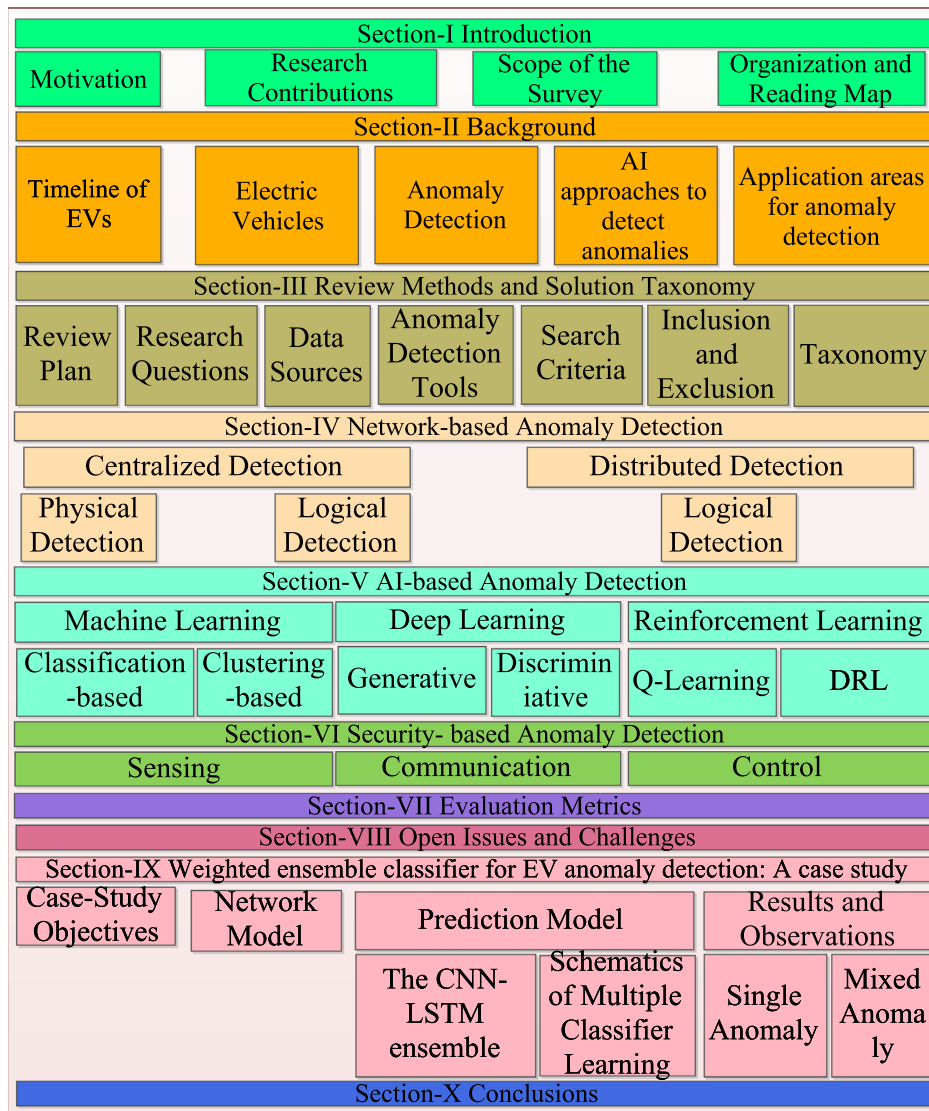 Section-I Introduction
Motivation
Research
Contributions
Scope of the
Survey
Organization and
Reading Map
Section-II Background
Timeline of
EVs
Electric
Vehicles
Anomaly
Detection
AI
approaches to
detect
anomalies
Application areas
for anomaly
detection
Section-III Review Methods and Solution Taxonomy
Review
Plan
Research
Questions
Data
Sources
Anomaly
Detection
Tools
Search
Criteria
Inclusion
and
Exclusion
Taxonomy
Section-IV Network-based Anomaly Detection
Centralized Detection
Distributed Detection
Physical
Detection
Logical
Detection
Logical
Detection
Section-V AI-based Anomaly Detection
Machine Learning
Deep Learning
Reinforcement Learning
Classification
-based
Clustering
-based
Generative
Discrimin
iative
Q-Learning
DRL
Section-VI Security- based Anomaly Detection
Sensing
Communication
Control
Section-VII Evaluation Metrics
Section-VIII Open Issues and Challenges
Section-IX Weighted ensemble classifier for EV anomaly detection: A case study
Case-Study
Objectives
Network
Model
Prediction Model
Results and
Observations
The CNN-
LSTM
ensemble
Schematics
of Multiple
Classifier
Learning
Single
Anomaly
Mixed
Anoma
ly
Section-X Conclusions